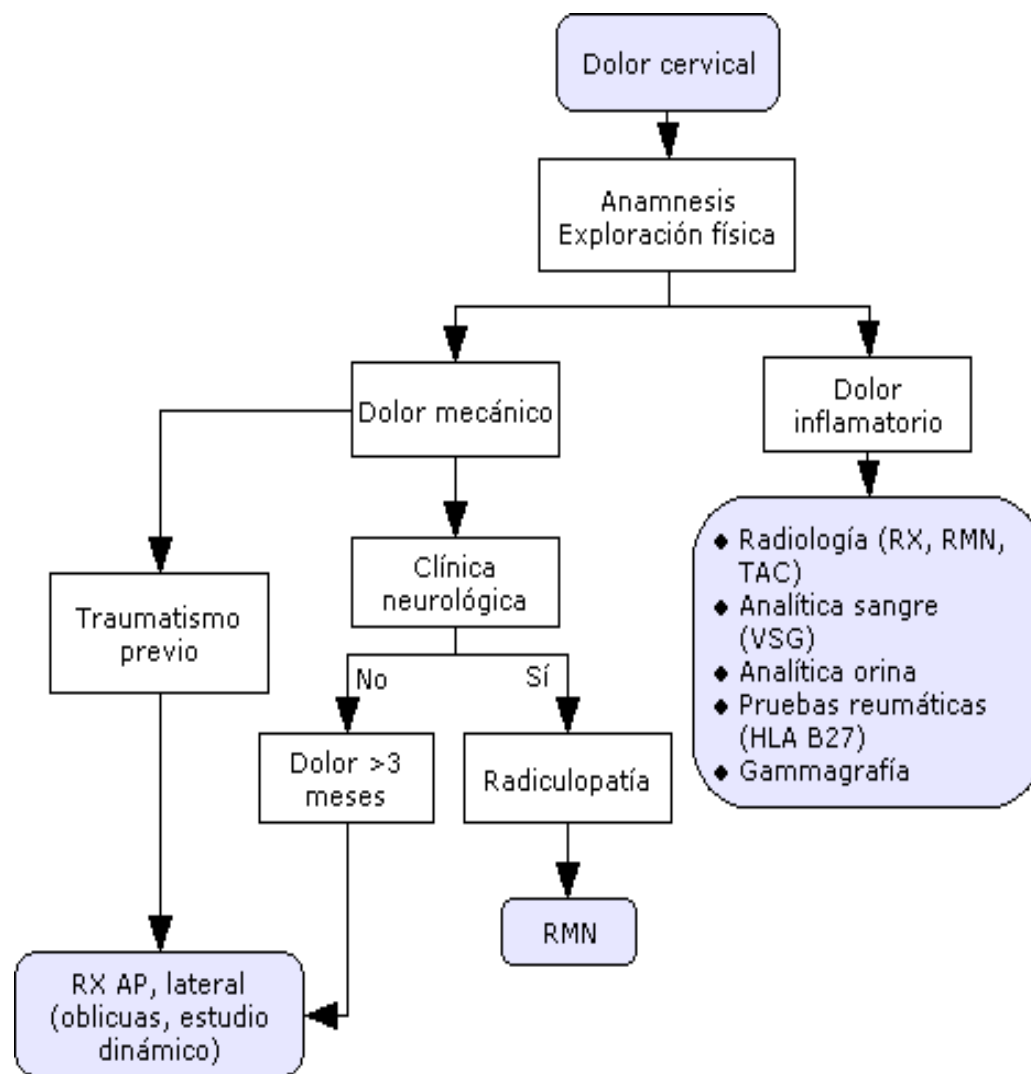 Dolor cervical
Anamnesis
Exploración física
Dolor mecánico
Dolor
inflamatorio
Traumatismo
previo
Clínica
neurológica
No
Sí
Dolor >3
meses
Radiculopatía
◆ Radiología (RX, RMN,
TAC)
◆ Analítica sangre
(VSG)
◆ Analítica orina
◆ Pruebas reumáticas
(HLA B27)
◆ Gammagrafía
RMN
RX AP, lateral
(oblicuas, estudio
dinámico)